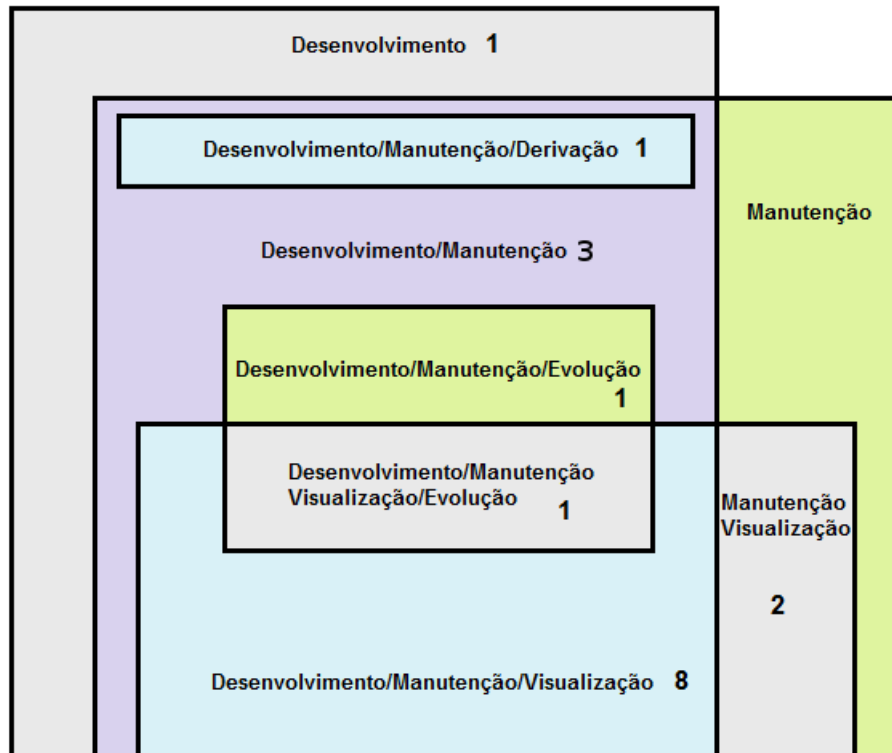 Desenvolvimento 1
Desenvolvimento/Manutenção/Derivação 1
Manutenção
Desenvolvimento/Manutenção 3
Desenvolvimento/Manutenção/Evolução
1
Desenvolvimento/Manutenção
Visualização/Evolução 1
Manutenção
Visualização
2
Desenvolvimento/Manutenção/Visualização 8